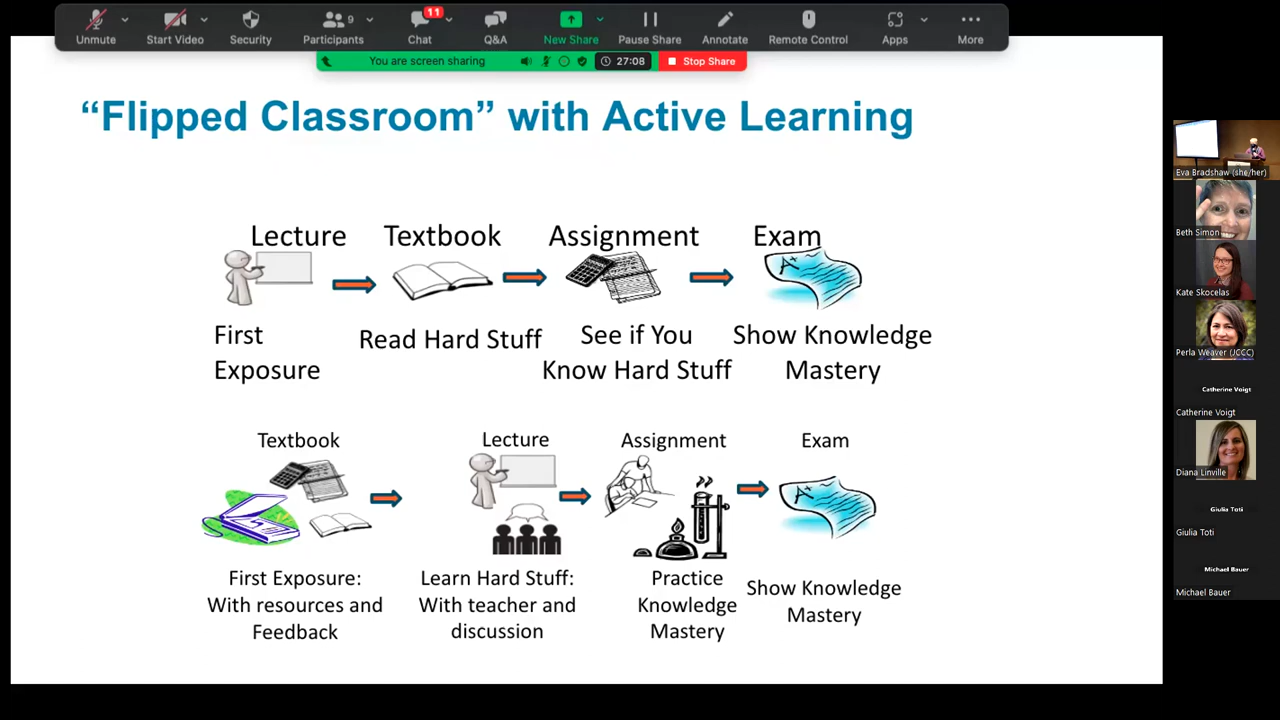 Unmute
Start Video
Security
Participants
9
Chat
11
Q&A
New Share
Pause Share
Annotate
Remote Control
Apps
More
You are screen sharing
27:08
Stop Share
“Flipped Classroom” with Active Learning
Lecture
Textbook
Assignment
Exam
A+
First
Exposure
Read Hard Stuff
See if You
Know Hard Stuff
Show Knowledge
Mastery
Textbook
Lecture
Assignment
Exam
A+
First Exposure:
With resources and
Feedback
Learn Hard Stuff:
With teacher and
discussion
Practice
Knowledge
Mastery
Show Knowledge
Mastery
Eva Bradshaw (she/her)
Beth Simon
Kate Skocelas
Perla Weaver (JCCC)
Catherine Voigt
Catherine Voigt
Diana Linville
Giulia Toti
Giulia Toti
Michael Bauer
Michael Bauer